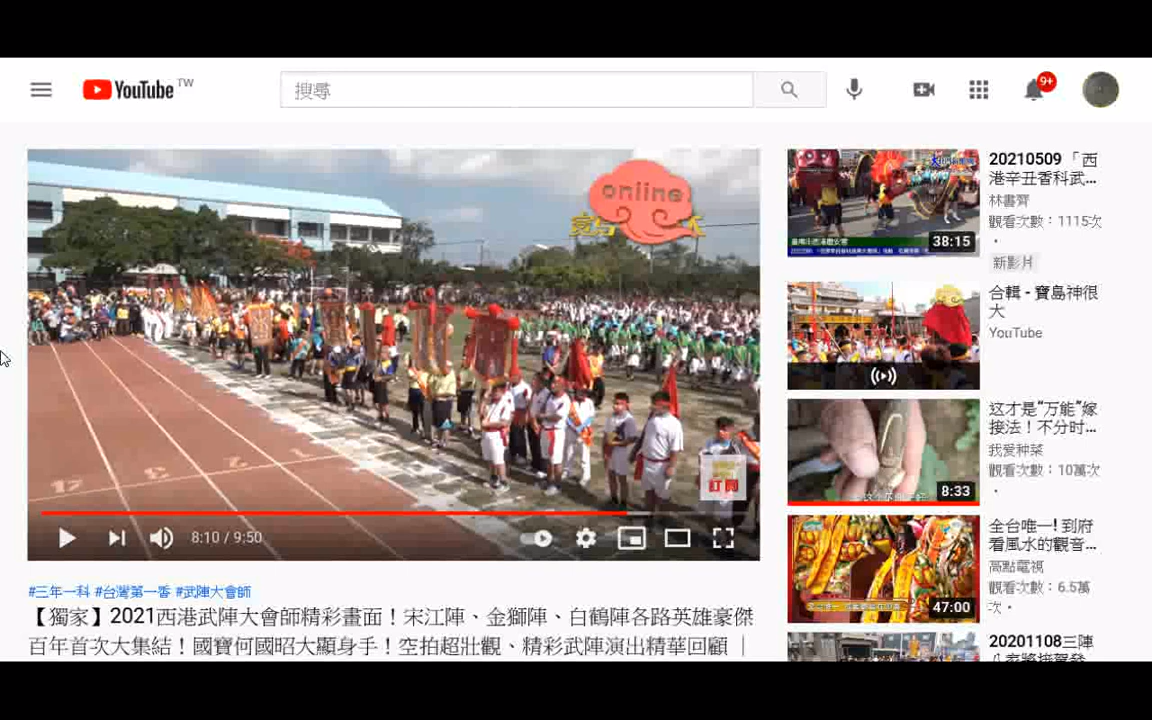 YouTube TW
搜尋
9+
online
訂閱
8:10 / 9:50
#三年一科 #台灣第一香 #武陣大會師
【獨家】2021西港武陣大會師精彩畫面！宋江陣、金獅陣、白鶴陣各路英雄豪傑
百年首次大集結！國寶何國昭大顯身手！空拍超壯觀、精彩武陣演出精華回顧｜
38:15
20210509 「西
港辛丑香科武...
林書齊
觀看次數：1115次
新影片
合輯 - 寶島神很
大
YouTube
8:33
这才是“万能”嫁
接法！不分时...
我爱种菜
觀看次數：10萬次
47:00
全台唯一! 到府
看風水的觀音...
高點電視
觀看次數：6.5萬
次
20201108三陣